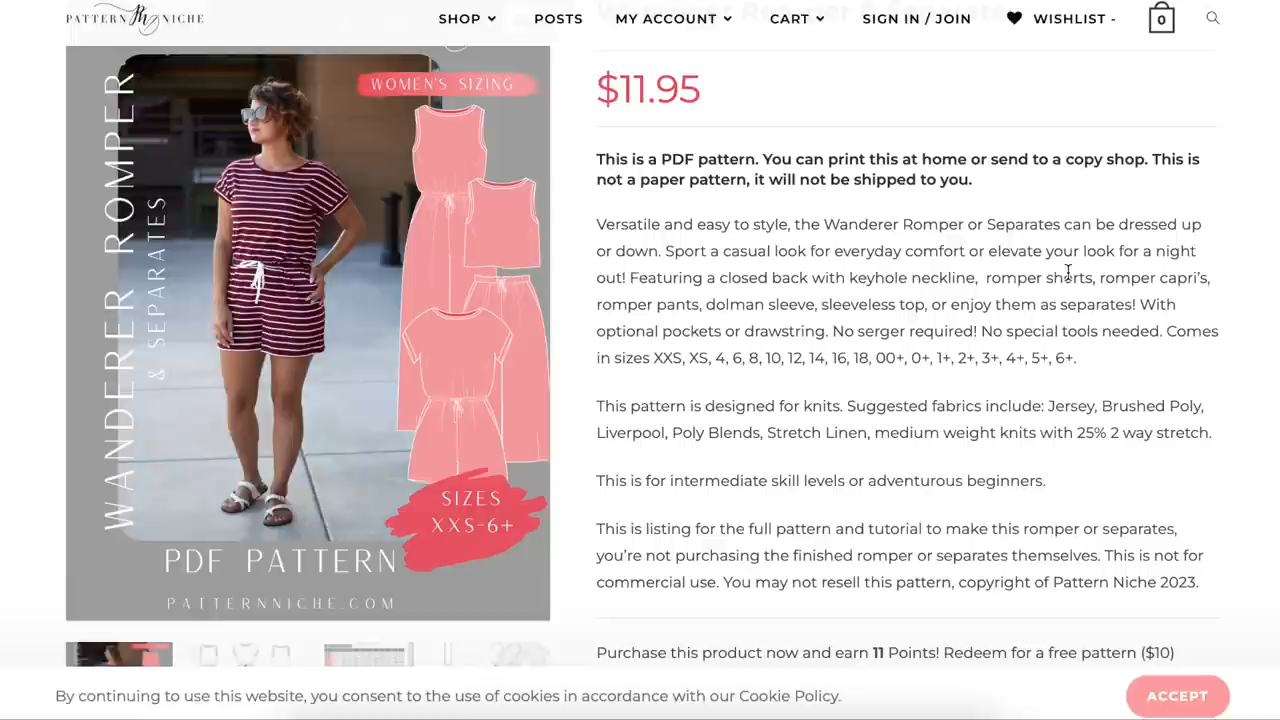 PATTERN NICHE
SHOP
POSTS
MY ACCOUNT
CART
SIGN IN / JOIN
WISHLIST -
0
WANDERER ROMPER
& SEPARATES
WOMEN'S SIZING
SIZES
XXS-6+
PDF PATTERN
PATTERNNICHE.COM
$11.95
This is a PDF pattern. You can print this at home or send to a copy shop. This is
not a paper pattern, it will not be shipped to you.
Versatile and easy to style, the Wanderer Romper or Separates can be dressed up
or down. Sport a casual look for everyday comfort or elevate your look for a night
out! Featuring a closed back with keyhole neckline,  romper shorts, romper capri's,
romper pants, dolman sleeve, sleeveless top, or enjoy them as separates! With
optional pockets or drawstring. No serger required! No special tools needed. Comes
in sizes XXS, XS, 4, 6, 8, 10, 12, 14, 16, 18, 00+, 0+, 1+, 2+, 3+, 4+, 5+, 6+.
This pattern is designed for knits. Suggested fabrics include: Jersey, Brushed Poly,
Liverpool, Poly Blends, Stretch Linen, medium weight knits with 25% 2 way stretch.
This is for intermediate skill levels or adventurous beginners.
This is listing for the full pattern and tutorial to make this romper or separates,
you're not purchasing the finished romper or separates themselves. This is not for
commercial use. You may not resell this pattern, copyright of Pattern Niche 2023.
Purchase this product now and earn 11 Points! Redeem for a free pattern ($10)
By continuing to use this website, you consent to the use of cookies in accordance with our Cookie Policy.
ACCEPT